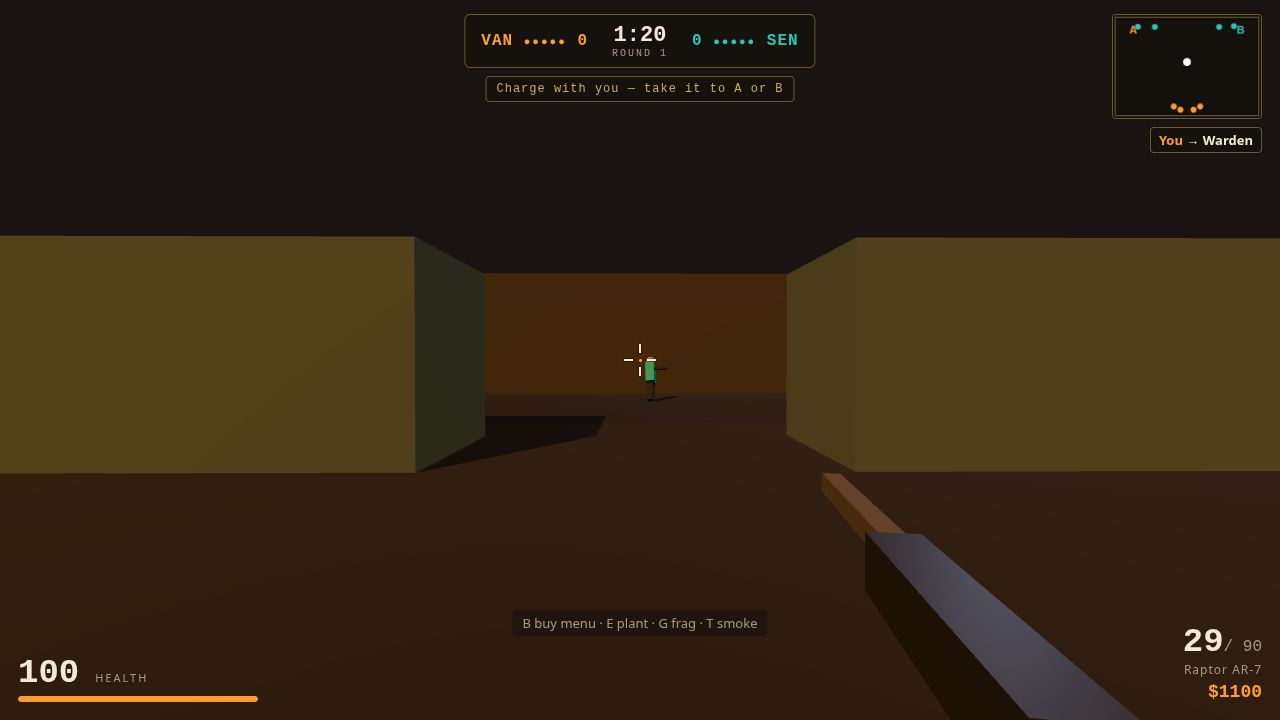 VAN ●●●●● 0 1:20 0 ●●●●● SEN
ROUND 1
Charge with you — take it to A or B
A B
You → Warden
B buy menu · E plant · G frag · T smoke
100 HEALTH
29/ 90
Raptor AR-7
$1100